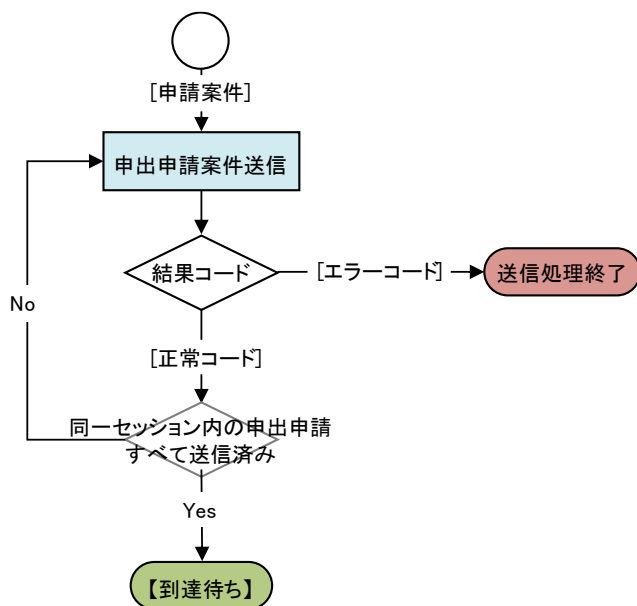 [申請案件]
申出申請案件送信
結果コード
[エラーコード]
送信処理終了
No
[正常コード]
同一セッション内の申出申請
すべて送信済み
Yes
【到達待ち】